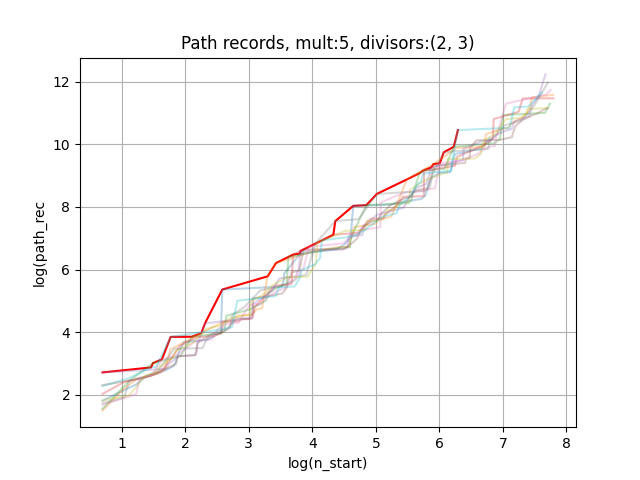 Path records, mult:5, divisors:(2, 3)
12
10
8
6
4
2
log(path_rec
1 2 3 4 5 6 7 8
log(n_start)